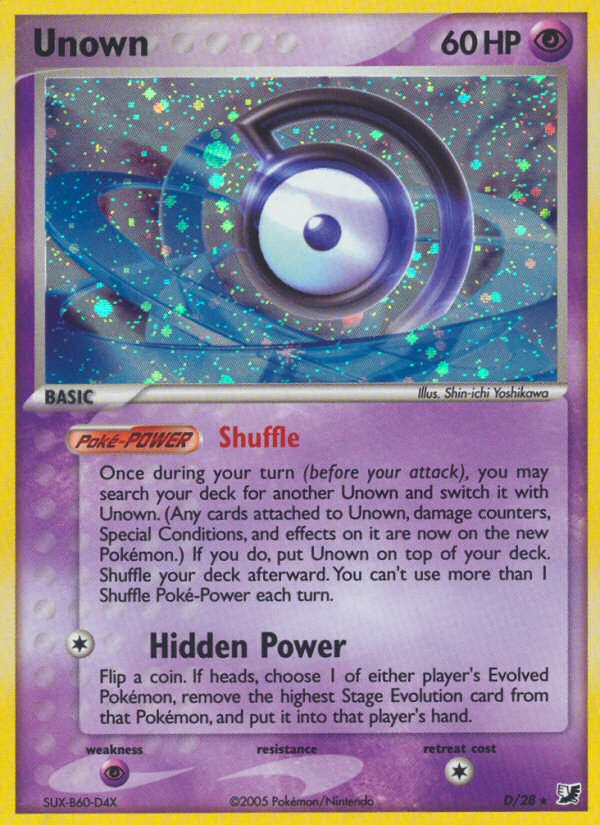 Unown 60 HP
BASIC Illus. Shin-ichi Yoshikawa
Poké-POWER Shuffle
Once during your turn (before your attack), you may
search your deck for another Unown and switch it with
Unown. (Any cards attached to Unown, damage counters,
Special Conditions, and effects on it are now on the new
Pokémon.) If you do, put Unown on top of your deck.
Shuffle your deck afterward. You can't use more than 1
Shuffle Poké-Power each turn.
Hidden Power
Flip a coin. If heads, choose 1 of either player's Evolved
Pokémon, remove the highest Stage Evolution card from
that Pokémon, and put it into that player's hand.
weakness resistance retreat cost
SUX-B60-D4X ©2005 Pokémon/Nintendo D/28 ★